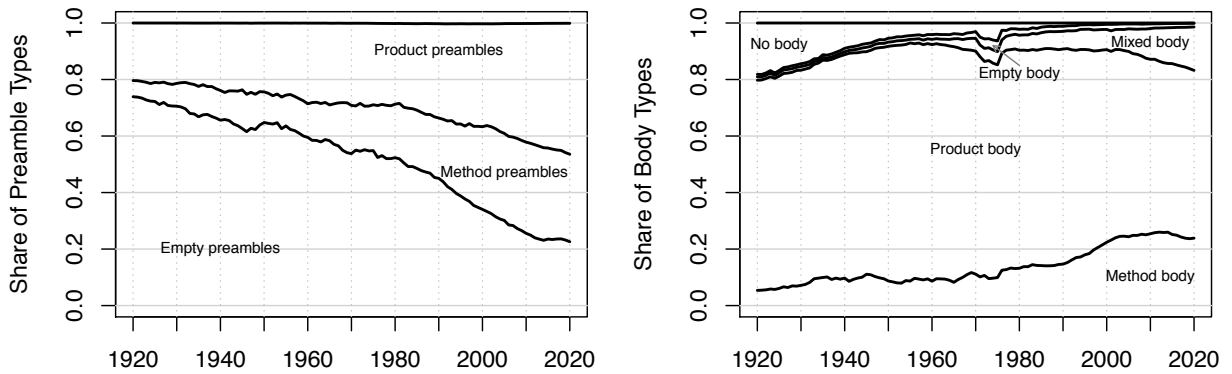 Share of Preamble Types
1.0
0.8
0.6
0.4
0.2
0.0
Product preambles
Method preambles
Empty preambles
1920 1940 1960 1980 2000 2020
Share of Body Types
1.0
0.8
0.6
0.4
0.2
0.0
No body
Mixed body
Empty body
Product body
Method body
1920 1940 1960 1980 2000 2020